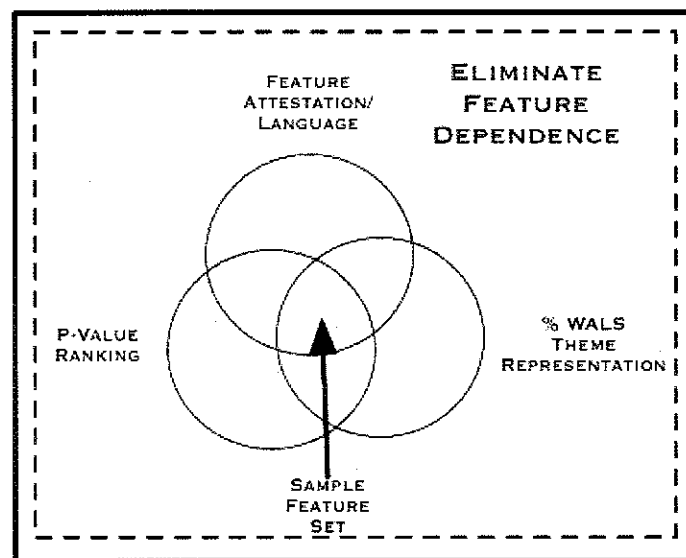 FEATURE
ATTESTATION/
LANGUAGE
ELIMINATE
FEATURE
DEPENDENCE
P-VALUE
RANKING
% WALS
THEME
REPRESENTATION
SAMPLE
FEATURE
SET